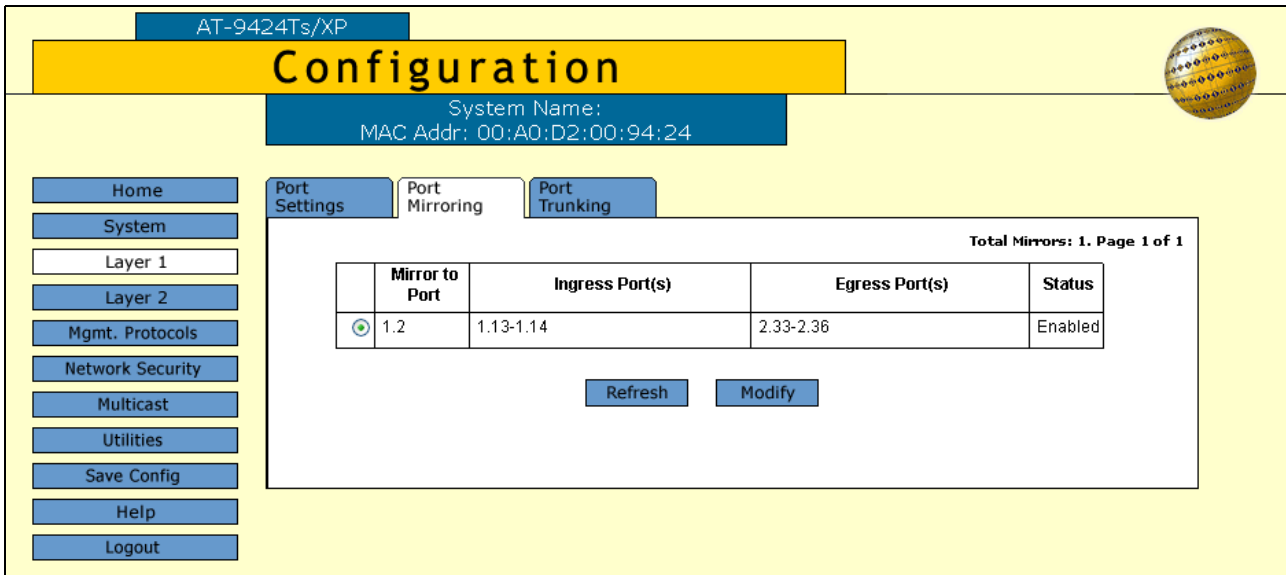 AT-9424Ts/XP
Configuration
System Name:
MAC Addr: 00:A0:D2:00:94:24
Home
System
Layer 1
Layer 2
Mgmt. Protocols
Network Security
Multicast
Utilities
Save Config
Help
Logout
Port
Settings
Port
Mirroring
Port
Trunking
Total Mirrors: 1. Page 1 of 1
Mirror to
Port
Ingress Port(s)
Egress Port(s)
Status
1.2 1.13-1.14 2.33-2.36 Enabled
Refresh Modify